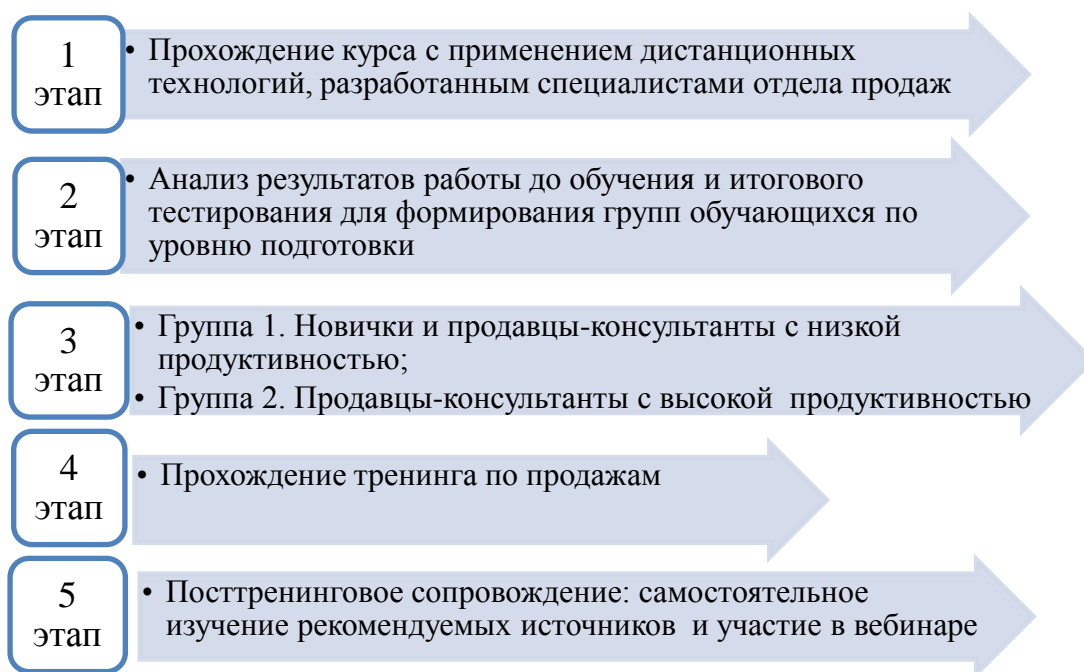 1
этап
• Прохождение курса с применением дистанционных
технологий, разработанным специалистами отдела продаж
2
этап
• Анализ результатов работы до обучения и итогового
тестирования для формирования групп обучающихся по
уровню подготовки
3
этап
• Группа 1. Новички и продавцы-консультанты с низкой
продуктивностью;
• Группа 2. Продавцы-консультанты с высокой продуктивностью
4
этап
• Прохождение тренинга по продажам
5
этап
• Посттренинговое сопровождение: самостоятельное
изучение рекомендуемых источников и участие в вебинаре